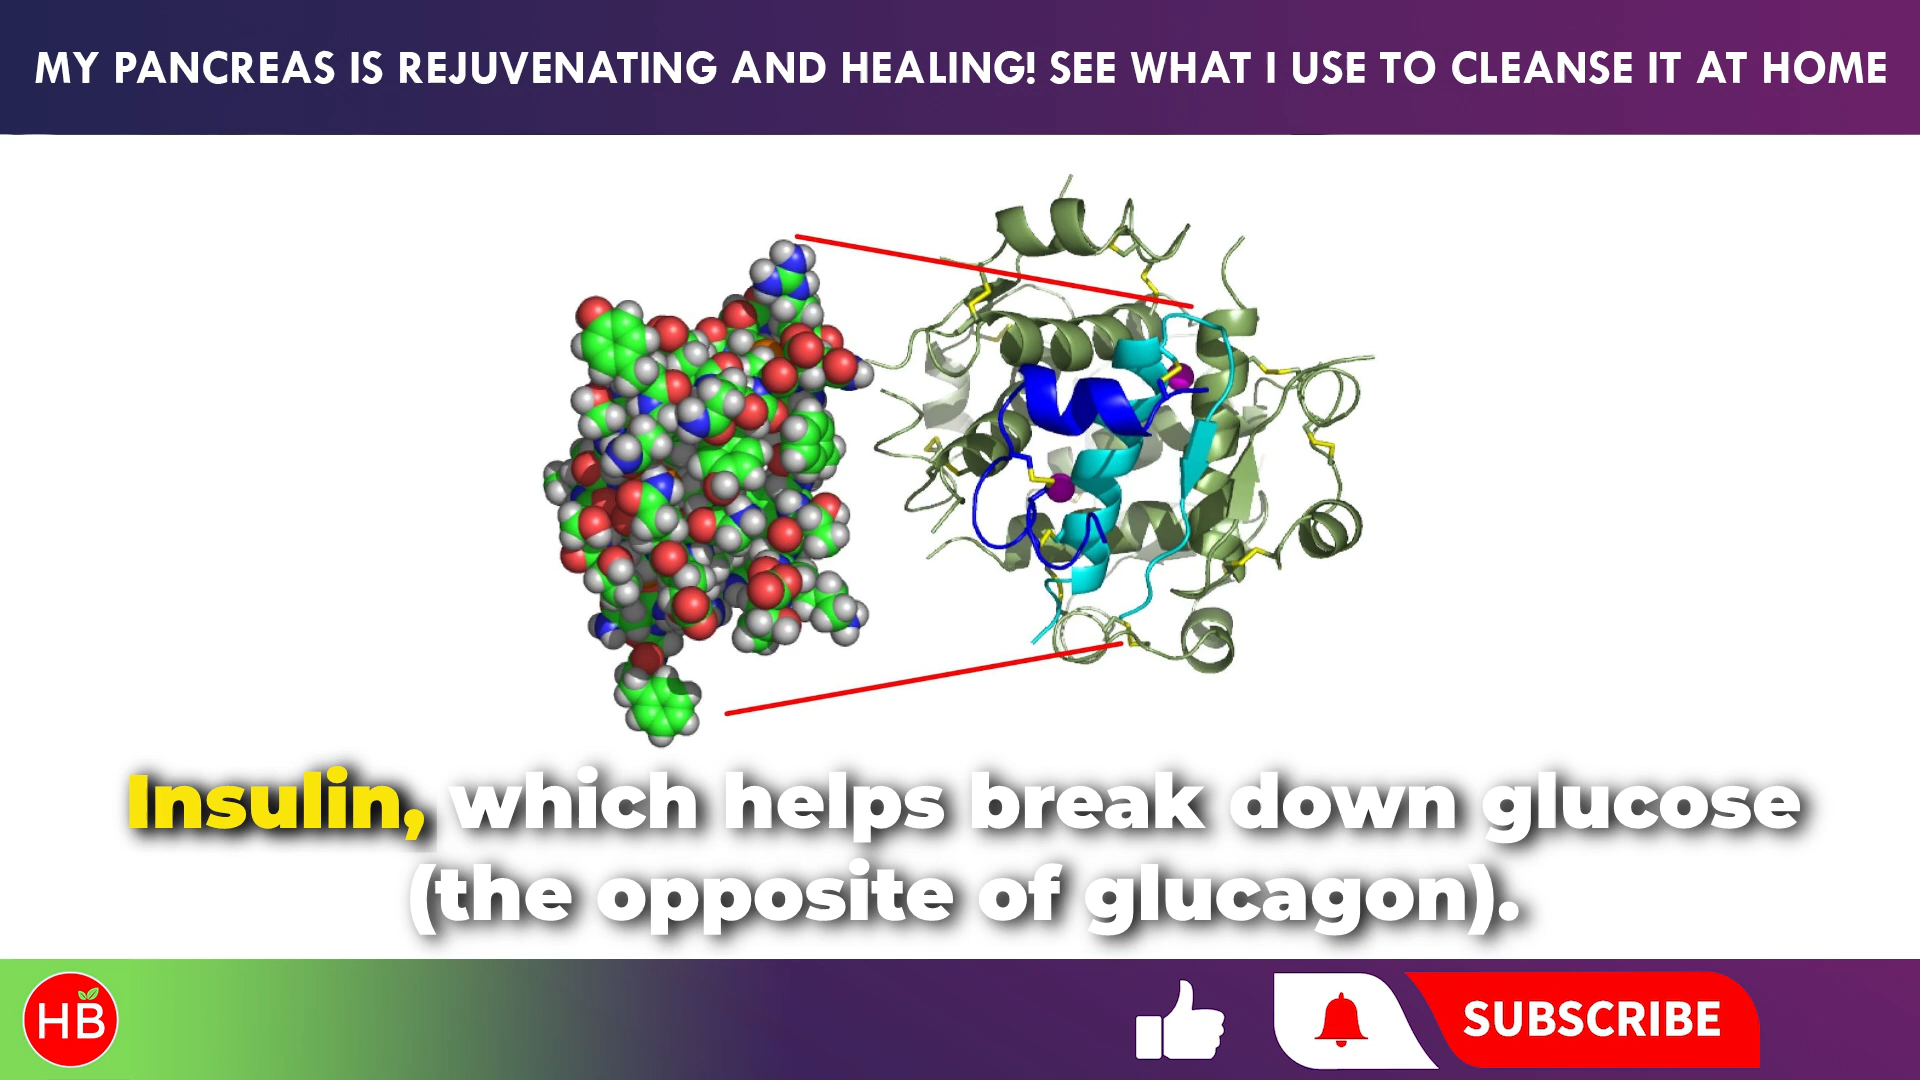 MY PANCREAS IS REJUVENATING AND HEALING! SEE WHAT I USE TO CLEANSE IT AT HOME
Insulin, which helps break down glucose
(the opposite of glucagon).
HB
SUBSCRIBE